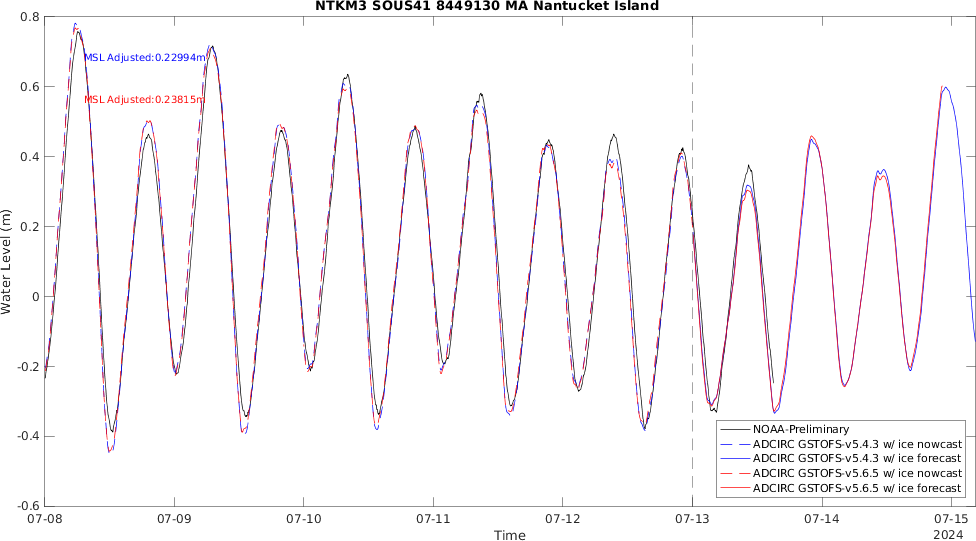 NTKM3 SOUS41 8449130 MA Nantucket Island
0.8
0.6
0.4
0.2
0
-0.2
-0.4
-0.6
Water Level (m)
MSL Adjusted:0.22994m
MSL Adjusted:0.23815m
NOAA-Preliminary
ADCIRC GSTOFS-v5.4.3 w/ ice nowcast
ADCIRC GSTOFS-v5.4.3 w/ ice forecast
ADCIRC GSTOFS-v5.6.5 w/ ice nowcast
ADCIRC GSTOFS-v5.6.5 w/ ice forecast
07-08 07-09 07-10 07-11 07-12 07-13 07-14 07-15
Time
2024